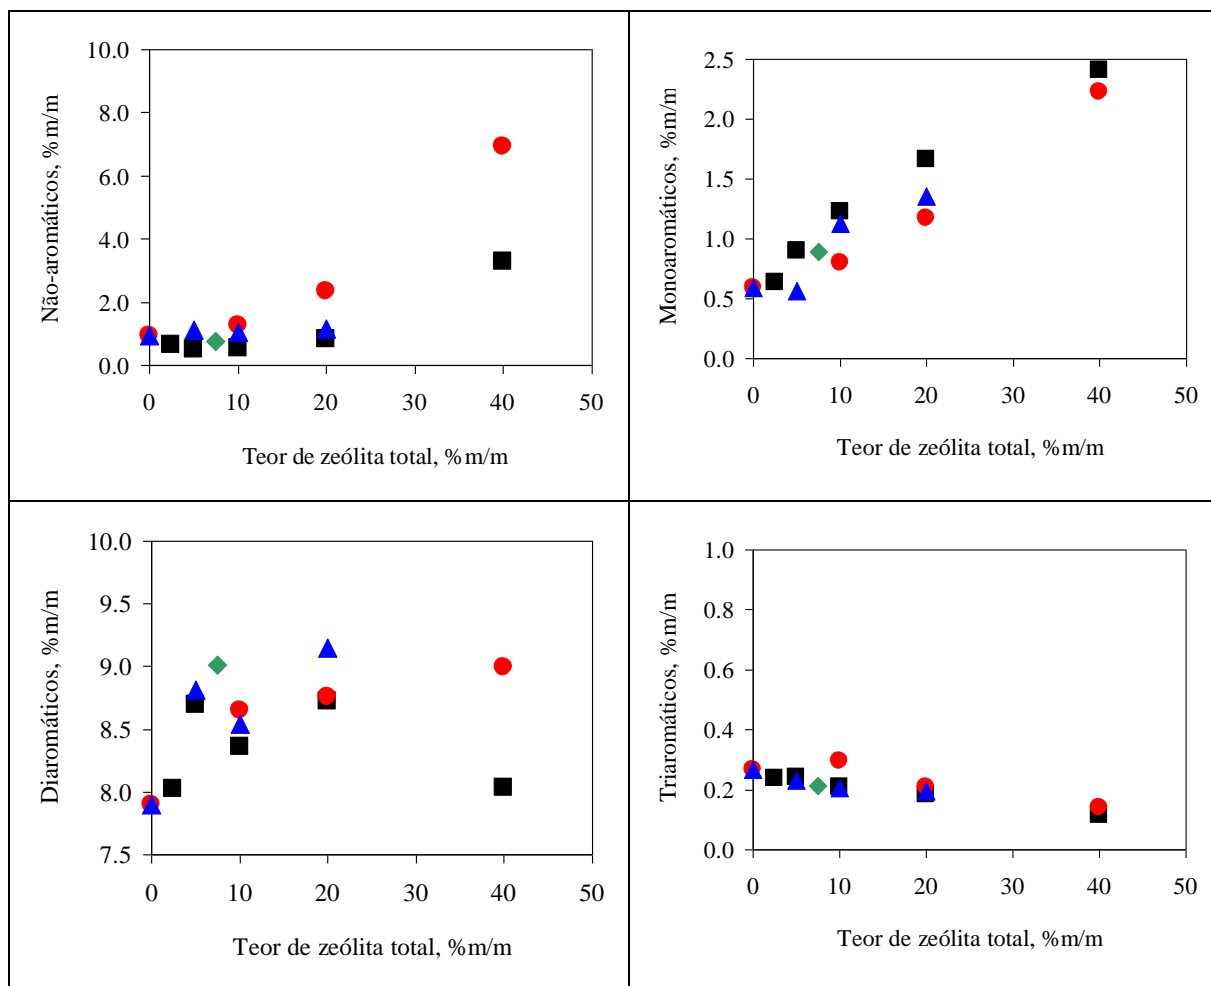 Não-aromáticos, %m/m
10.0
8.0
6.0
4.0
2.0
0.0
0 10 20 30 40 50
Teor de zeólita total, %m/m
Monoaromáticos, %m/m
2.5
2.0
1.5
1.0
0.5
0.0
0 10 20 30 40 50
Teor de zeólita total, %m/m
Diaromáticos, %m/m
10.0
9.5
9.0
8.5
8.0
7.5
0 10 20 30 40 50
Teor de zeólita total, %m/m
Triaromáticos, %m/m
1.0
0.8
0.6
0.4
0.2
0.0
0 10 20 30 40 50
Teor de zeólita total, %m/m